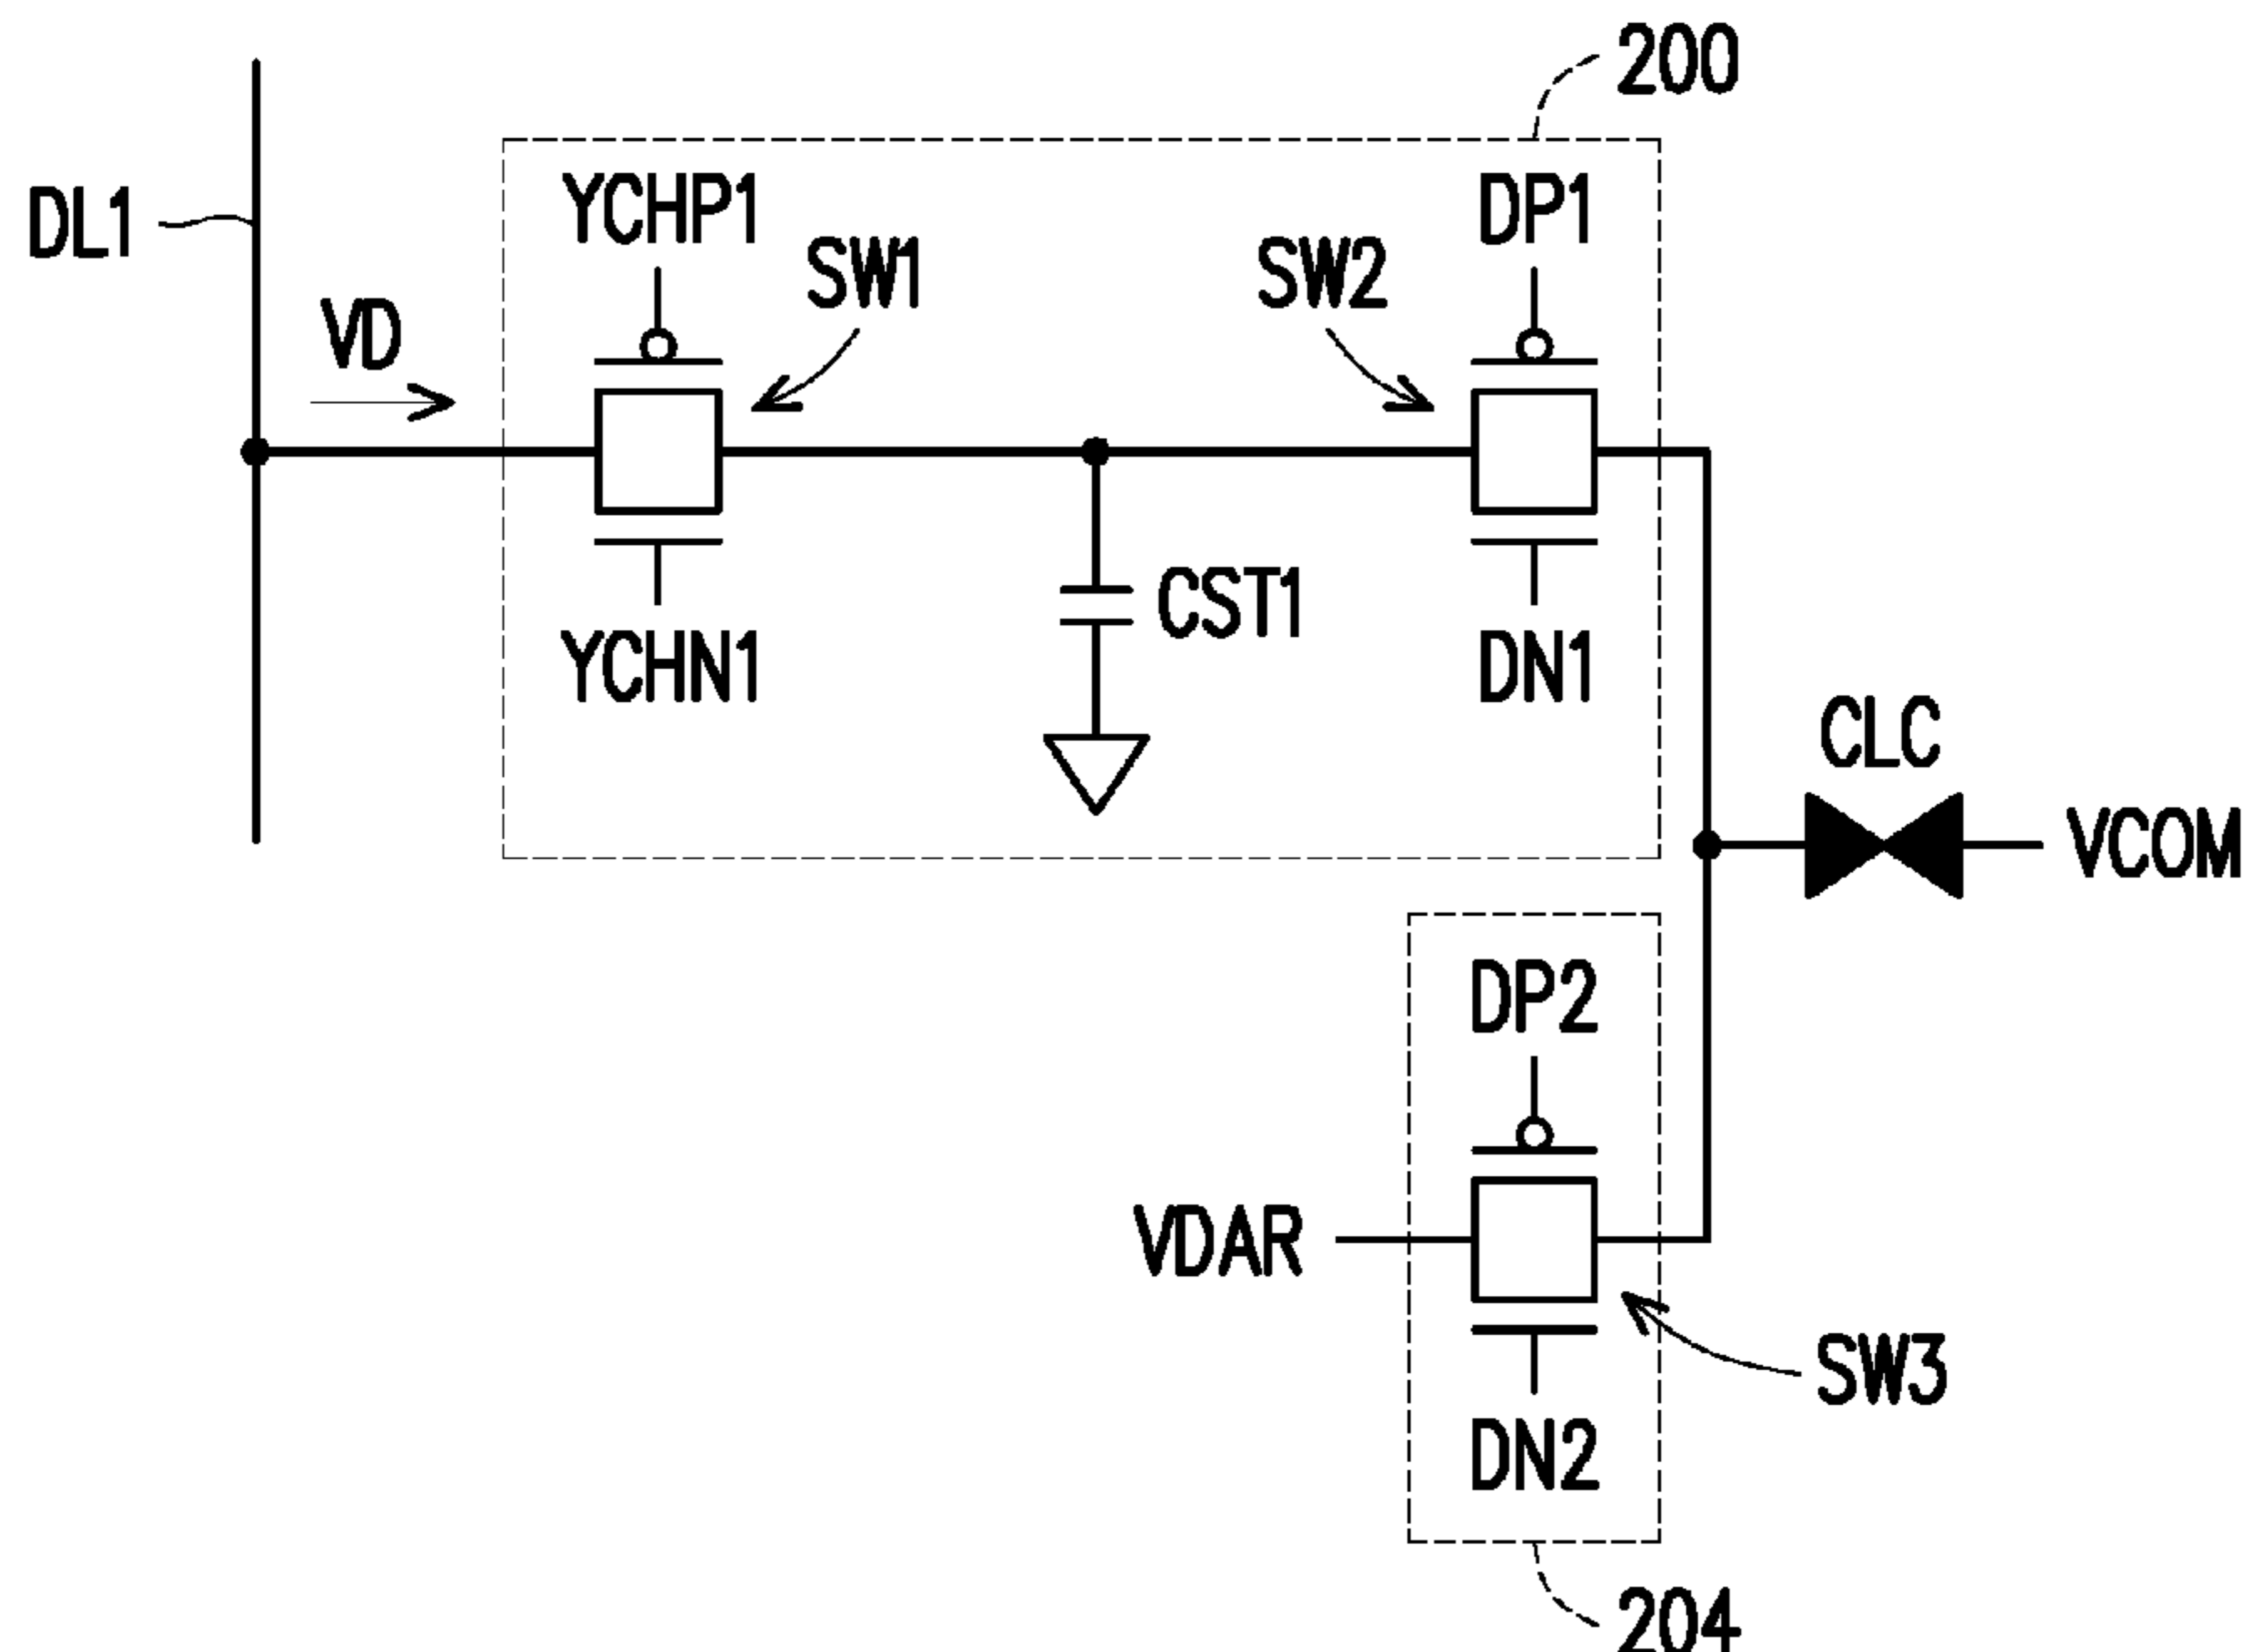 200
YCHP1
DP1
DL1
SW1
SW2
VD
CST1
YCHN1
DN1
CLC
VCOM
DP2
VDAR
SW3
DN2
204